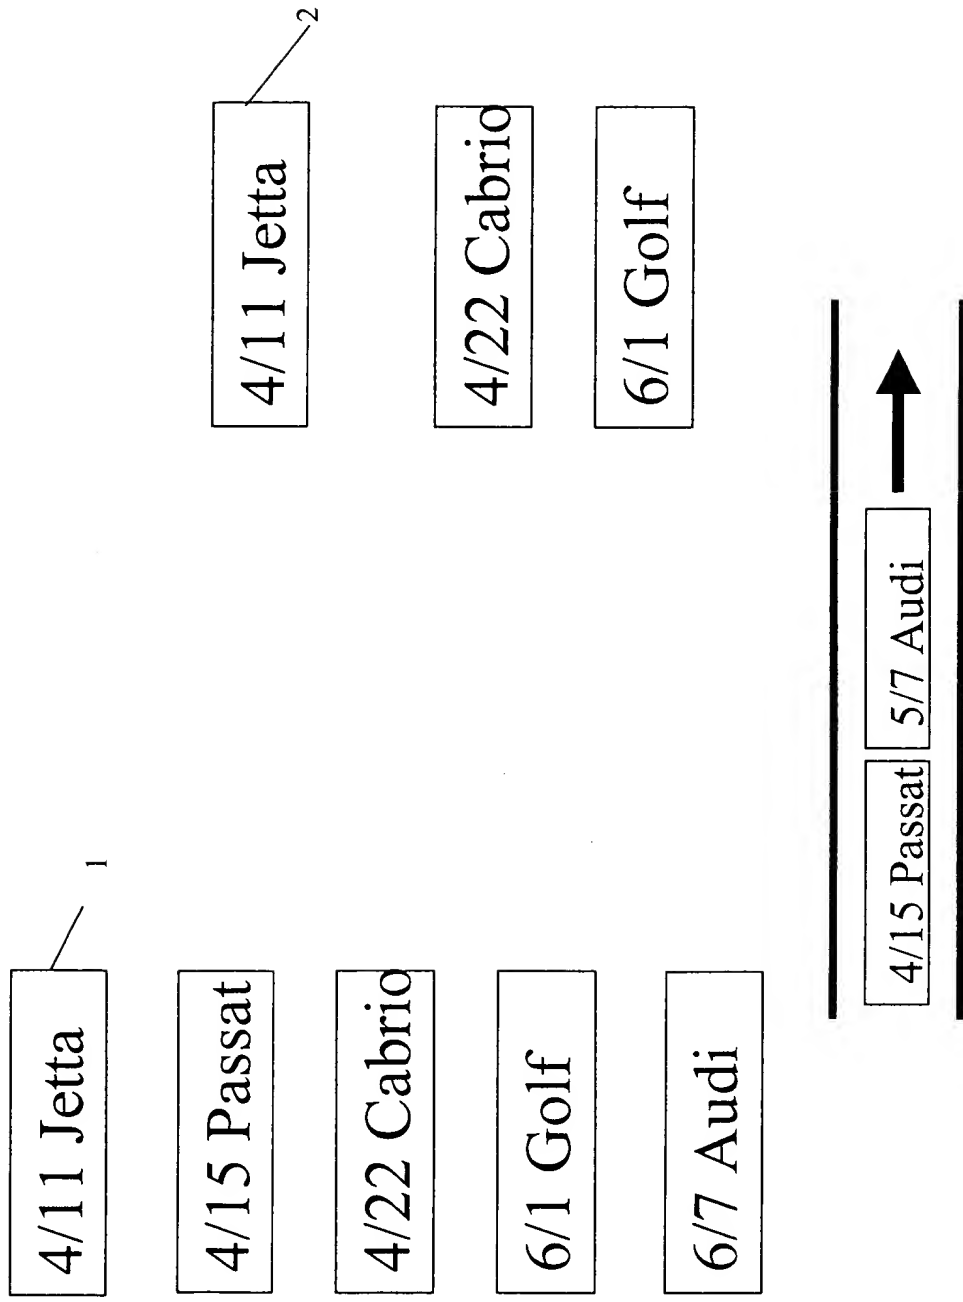 4/11 Jetta
1
4/15 Passat
4/22 Cabrio
6/1 Golf
6/7 Audi
4/11 Jetta
2
4/22 Cabrio
6/1 Golf
4/15 Passat
5/7 Audi